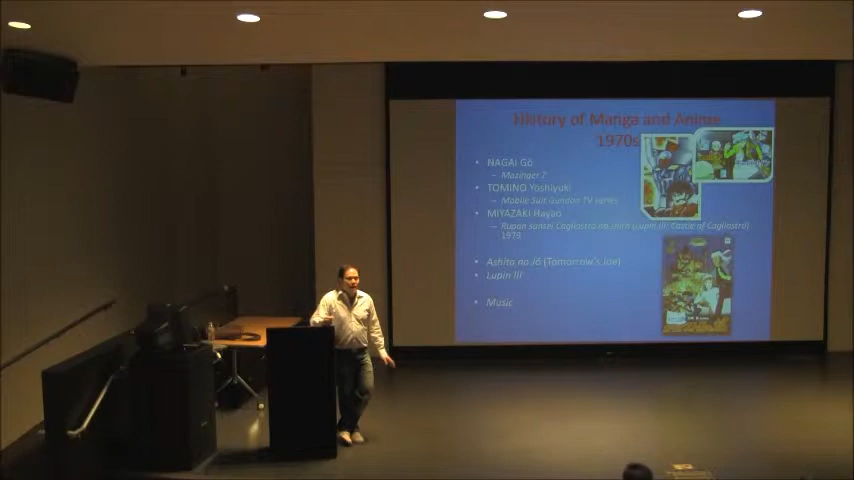 History of Manga and Anime
1970s
• NAGAI Gō
– Mazinger Z
• TOMINO Yoshiyuki
– Mobile Suit Gundam TV series
• MIYAZAKI Hayao
– Rupan Sansei Cagliostro no shiro (Lupin III: Castle of Cagliostro)
1979
• Ashita no Jō (Tomorrow's Joe)
• Lupin III
• Music